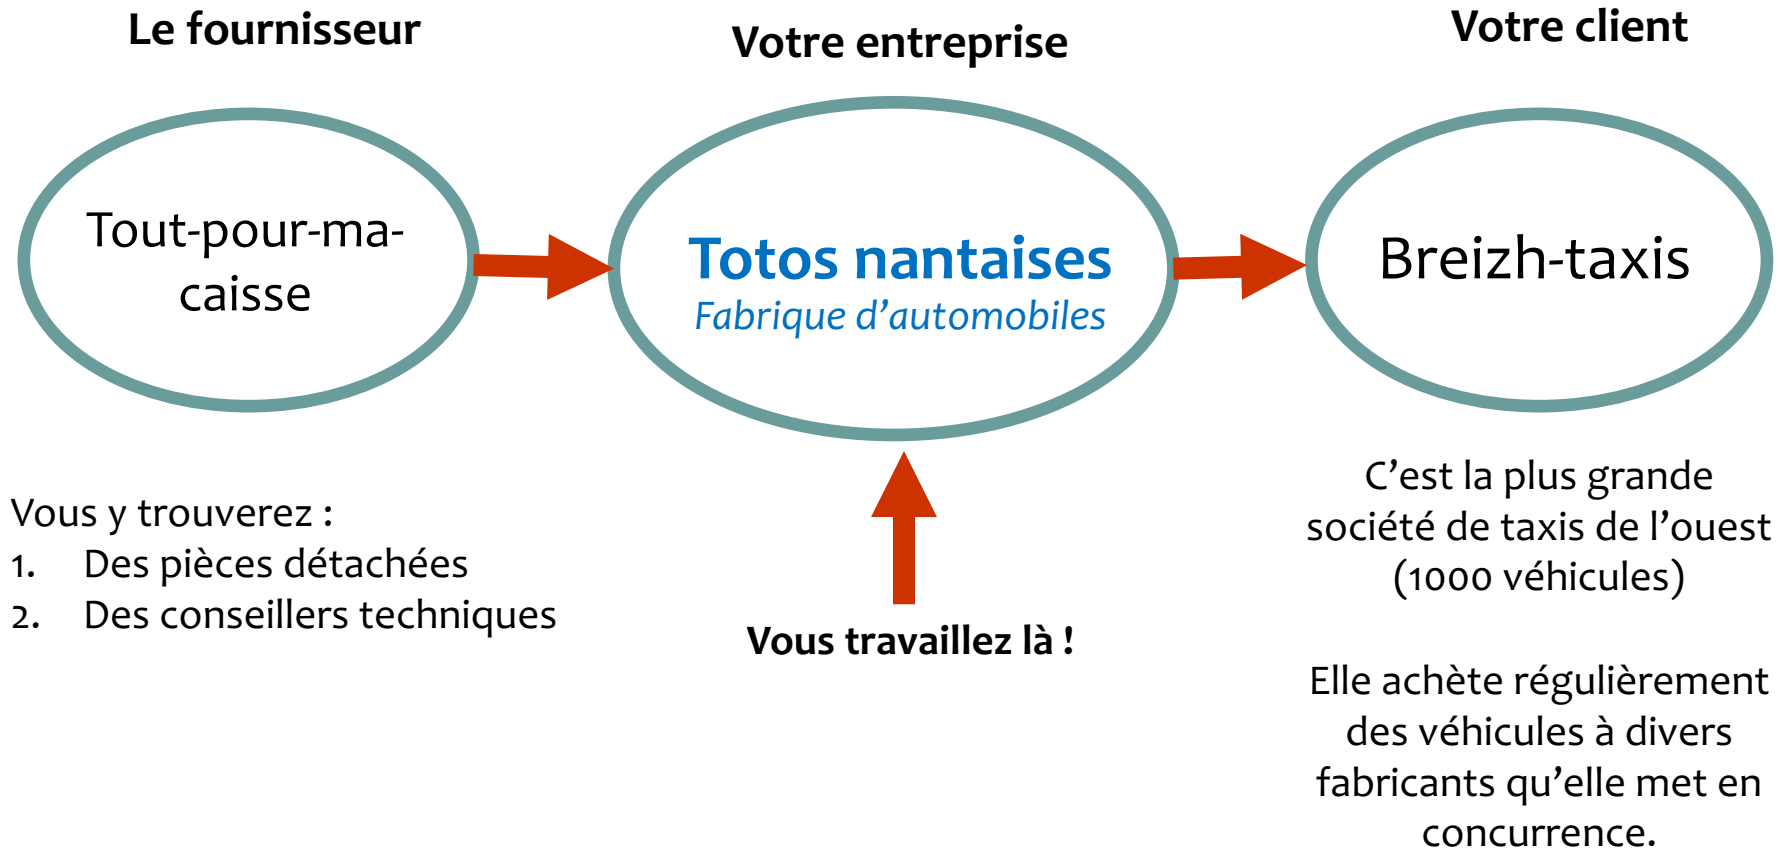 Le fournisseur
Votre entreprise
Votre client
Tout-pour-ma-
caisse
Totos nantaises
Fabrique d’automobiles
Breizh-taxis
Vous y trouverez :
1. Des pièces détachées
2. Des conseillers techniques
Vous travaillez là !
C’est la plus grande
société de taxis de l’ouest
(1000 véhicules)
Elle achète régulièrement
des véhicules à divers
fabricants qu’elle met en
concurrence.